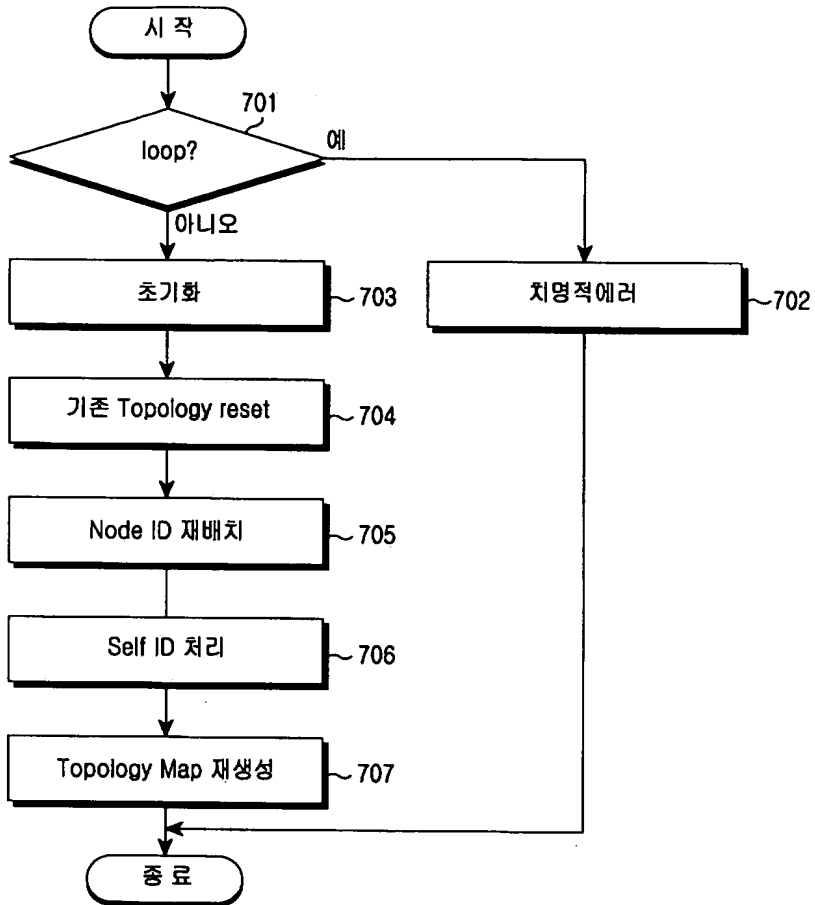 시 작
701
loop?
예
아니오
초기화
703
치명적에러
702
기존 Topology reset
704
Node ID 재배치
705
Self ID 처리
706
Topology Map 재생성
707
종 료